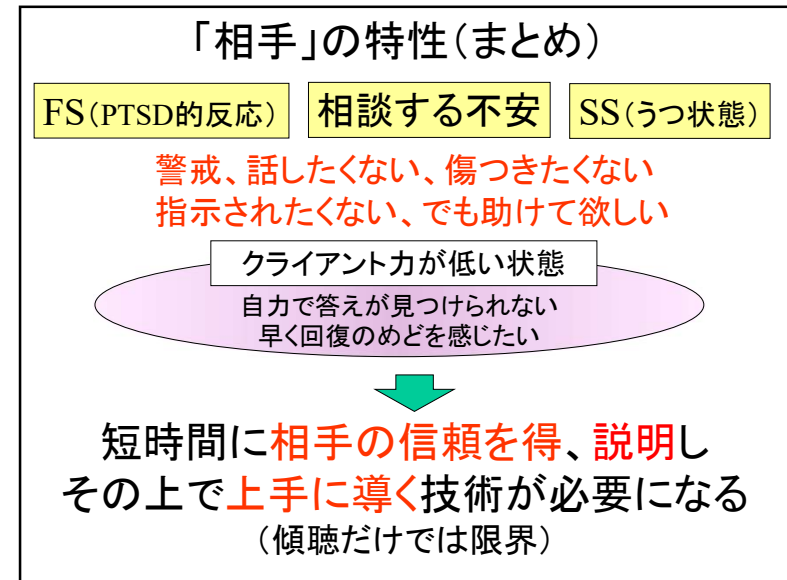 「相手」の特性(まとめ)
FS(PTSD的反応) 相談する不安 SS(うつ状態)
警戒、話したくない、傷つきたくない
指示されたくない、でも助けて欲しい
クライアント力が低い状態
自力で答えが見つけられない
早く回復のめどを感じたい
短時間に相手の信頼を得、説明し
その上で上手に導く技術が必要になる
(傾聴だけでは限界)